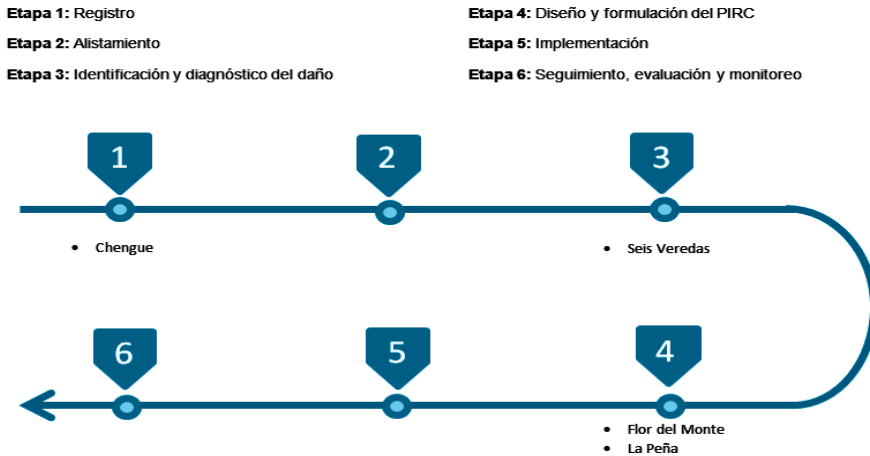 Etapa 1: Registro
Etapa 2: Alistamiento
Etapa 3: Identificación y diagnóstico del daño
Etapa 4: Diseño y formulación del PIRC
Etapa 5: Implementación
Etapa 6: Seguimiento, evaluación y monitoreo
1
2
3
• Chengue
• Seis Veredas
6
5
4
• Flor del Monte
• La Peña